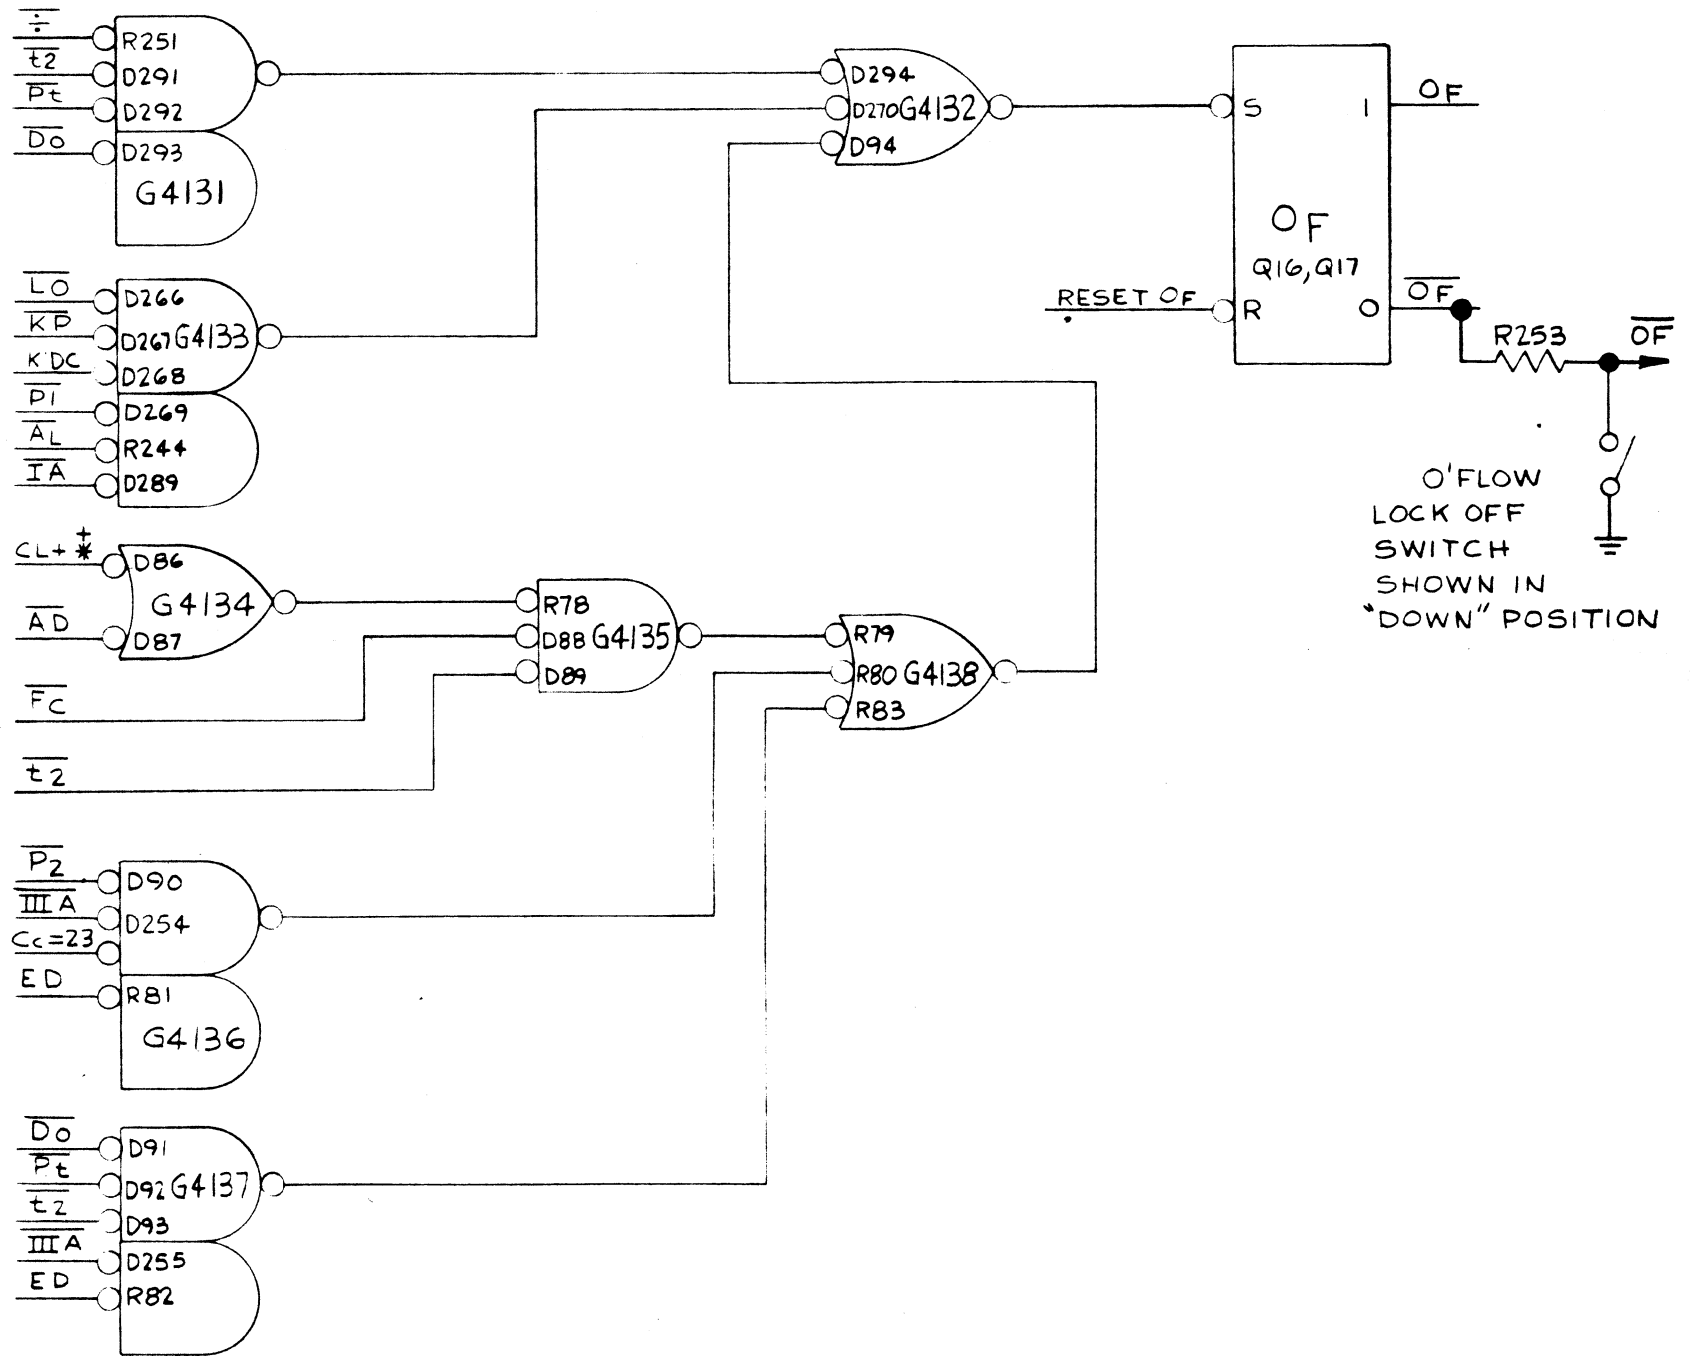 ÷
R251
t2
D291
Pt
D292
Do
D293
G4131
LO
D266
KP
D267 G4133
KDC
D268
P1
D269
AL
R244
IA
D289
CL+ ⁺*
D86
G4134
AD
D87
FC
t2
R78
D88 G4135
D89
R79
R80 G4138
R83
D294
D270 G4132
D94
S 1
OF
OF
Q16, Q17
RESET OF
R O
OF
R253
OF
O'FLOW
LOCK OFF
SWITCH
SHOWN IN
"DOWN" POSITION
P2
D90
III A
D254
Cc=23
ED
R81
G4136
Do
D91
Pt
D92 G4137
t2
D93
III A
D255
ED
R82